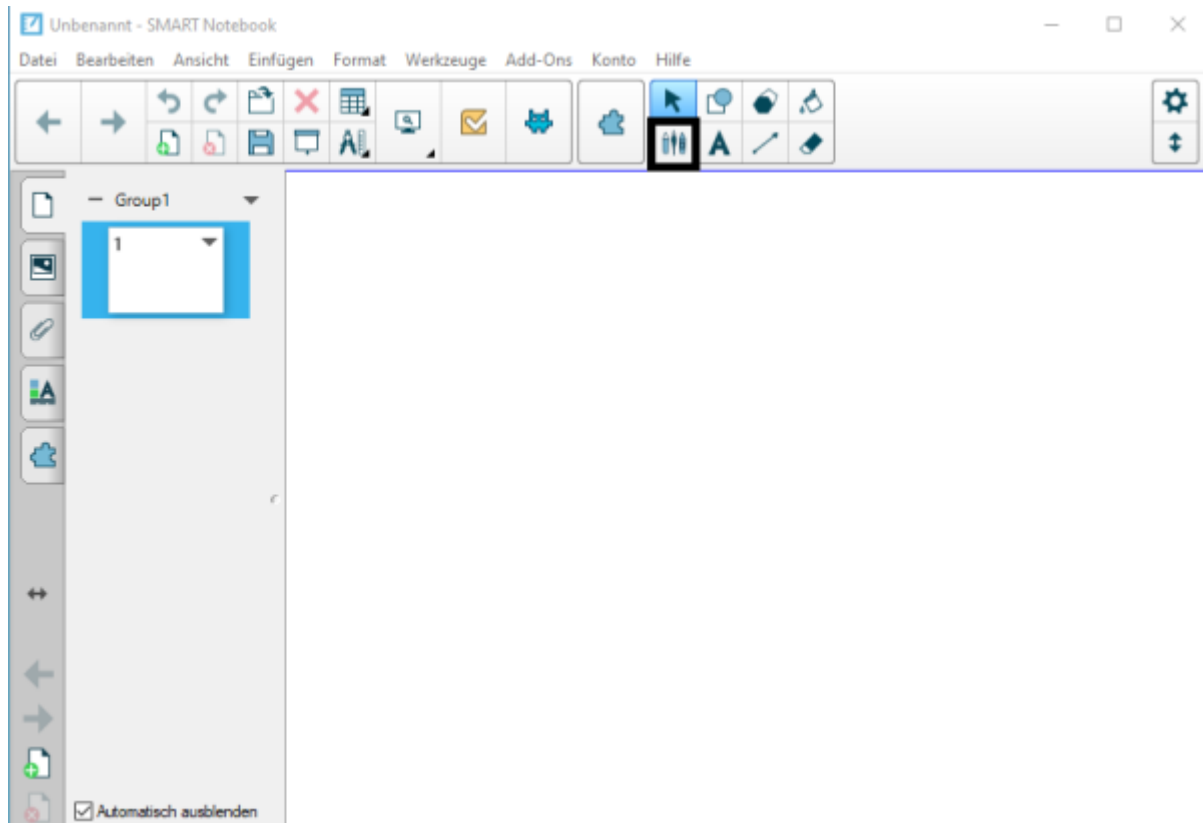 Unbenannt - SMART Notebook
Datei Bearbeiten Ansicht Einfügen Format Werkzeuge Add-Ons Konto Hilfe
Group1
1
Automatisch ausblenden